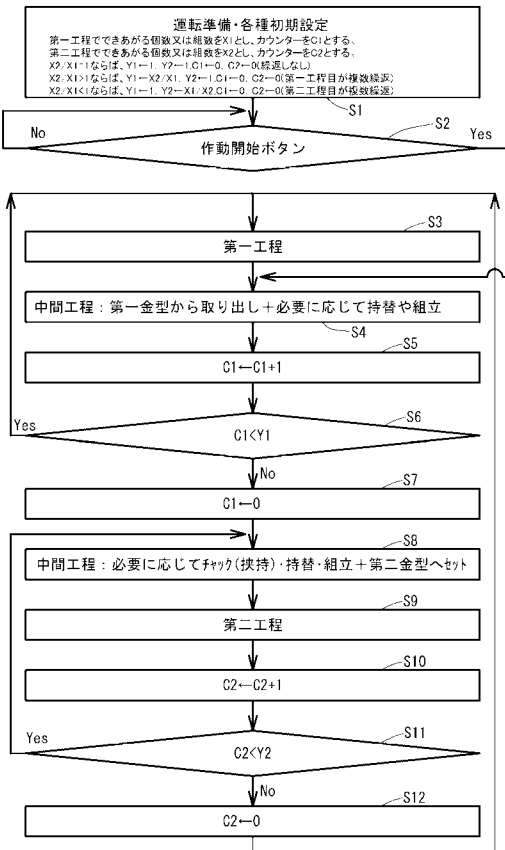 運転準備・各種初期設定
第一工程でできあがる個数又は組数をX1とし、カウンターをC1とする、
第二工程でできあがる個数又は組数をX2とし、カウンターをC2とする、
X2/X1=1ならば、Y1←1, Y2←1,C1←0, C2←0(繰返しなし)
X2/X1>1ならば、Y1←X2/X1, Y2←1,C1←0, C2←0(第一工程目が複数繰返)
X2/X1<1ならば、Y1←1, Y2←X1/X2,C1←0, C2←0(第二工程目が複数繰返)
S1
S2
No
Yes
作動開始ボタン
S3
第一工程
中間工程：第一金型から取り出し＋必要に応じて持替や組立
S4
S5
C1←C1+1
S6
Yes
C1<Y1
No
S7
C1←0
S8
中間工程：必要に応じてﾁｬｯｸ(挟持)・持替・組立＋第二金型へｾｯﾄ
S9
第二工程
S10
C2←C2+1
S11
Yes
C2<Y2
No
S12
C2←0